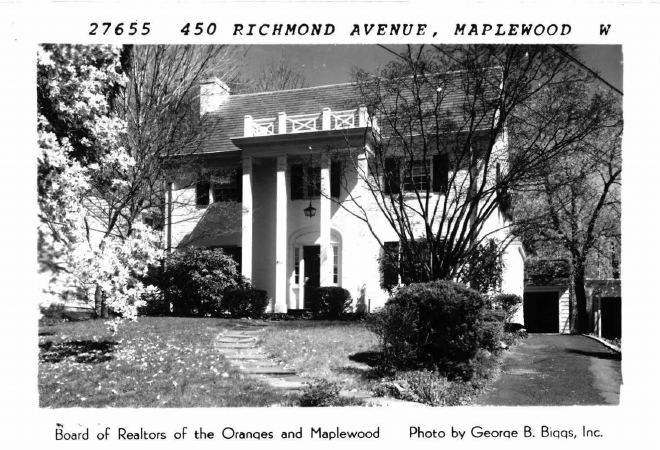 27655 450 RICHMOND AVENUE, MAPLEWOOD W
Board of Realtors of the Oranges and Maplewood Photo by George B. Biggs, Inc.